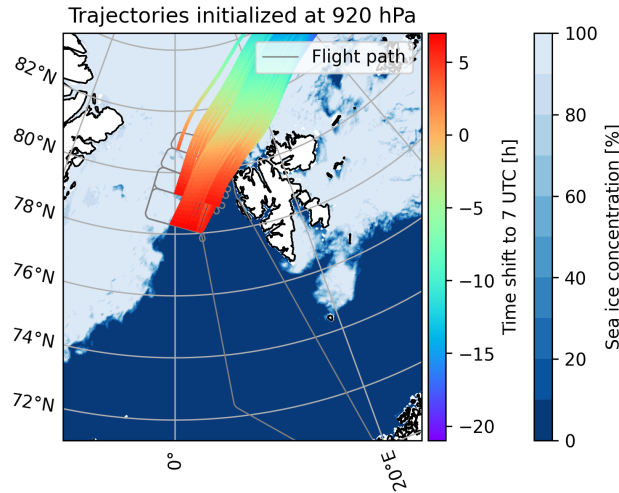 Trajectories initialized at 920 hPa
Flight path
82°N
80°N
78°N
76°N
74°N
72°N
0°
20°E
5
0
−5
−10
−15
−20
Time shift to 7 UTC [h]
100
80
60
40
20
0
Sea ice concentration [%]